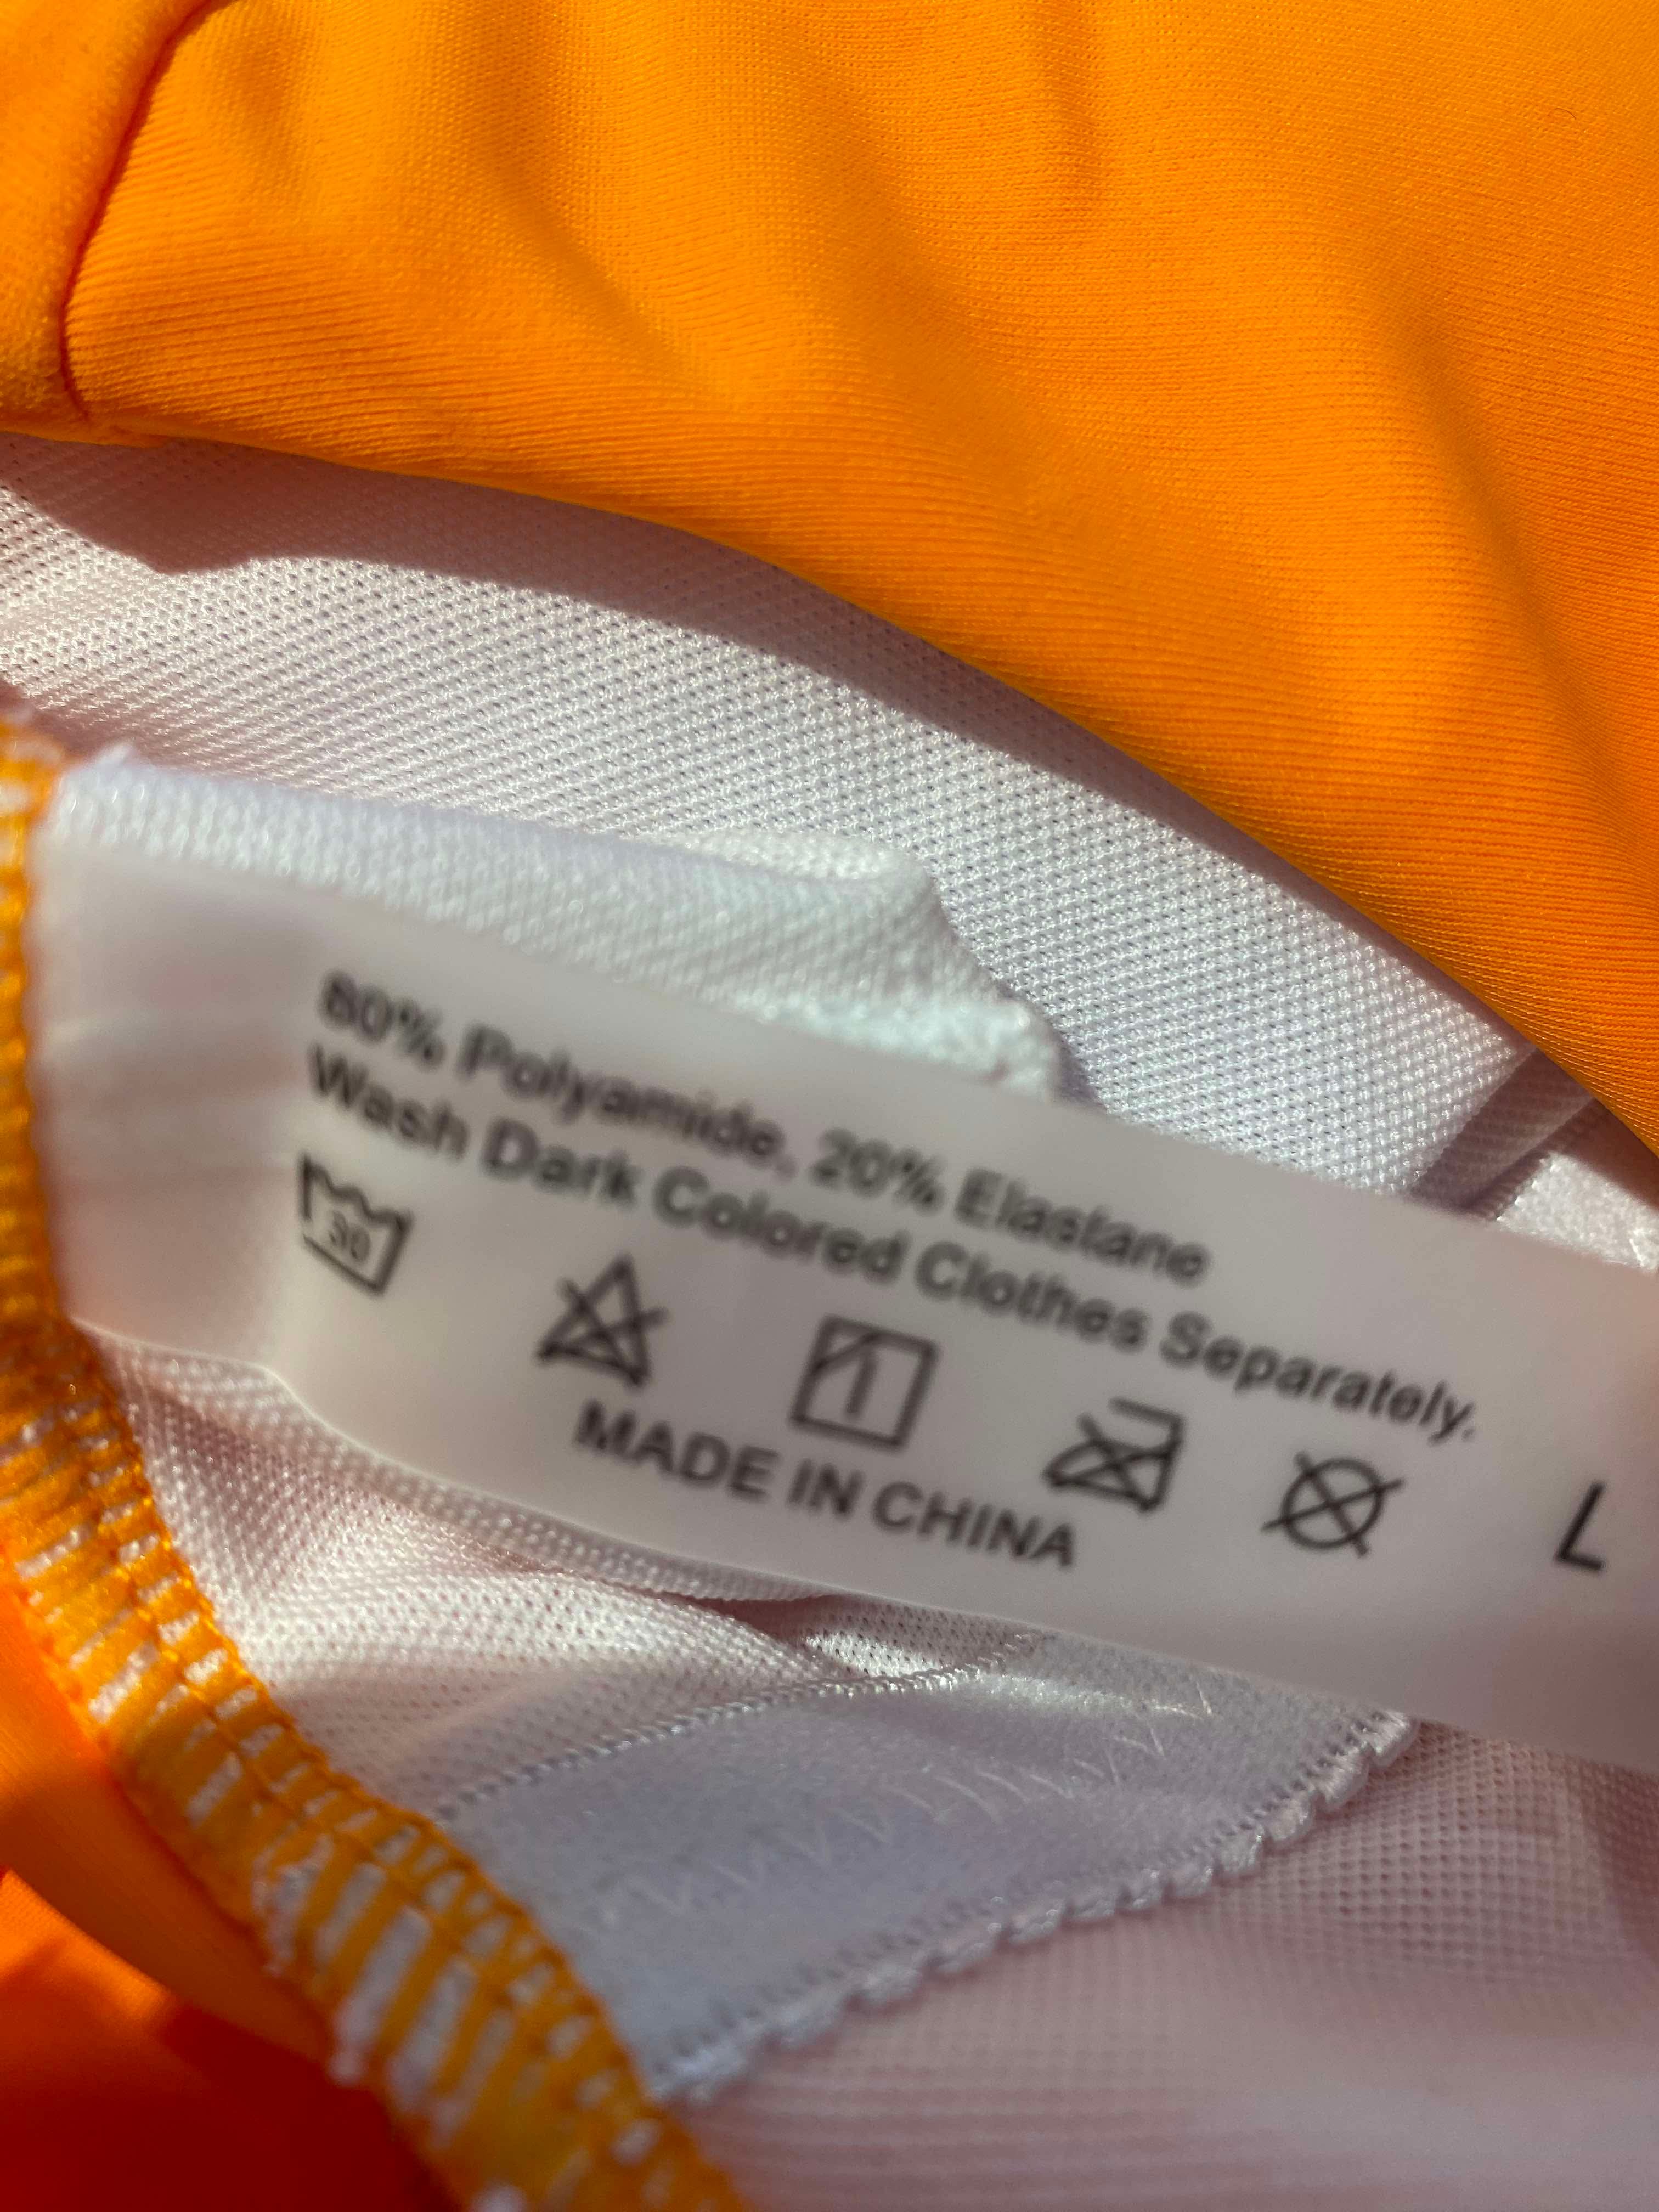 80% Polyamide, 20% Elastane
Wash Dark Colored Clothes Separately.
30
MADE IN CHINA
L